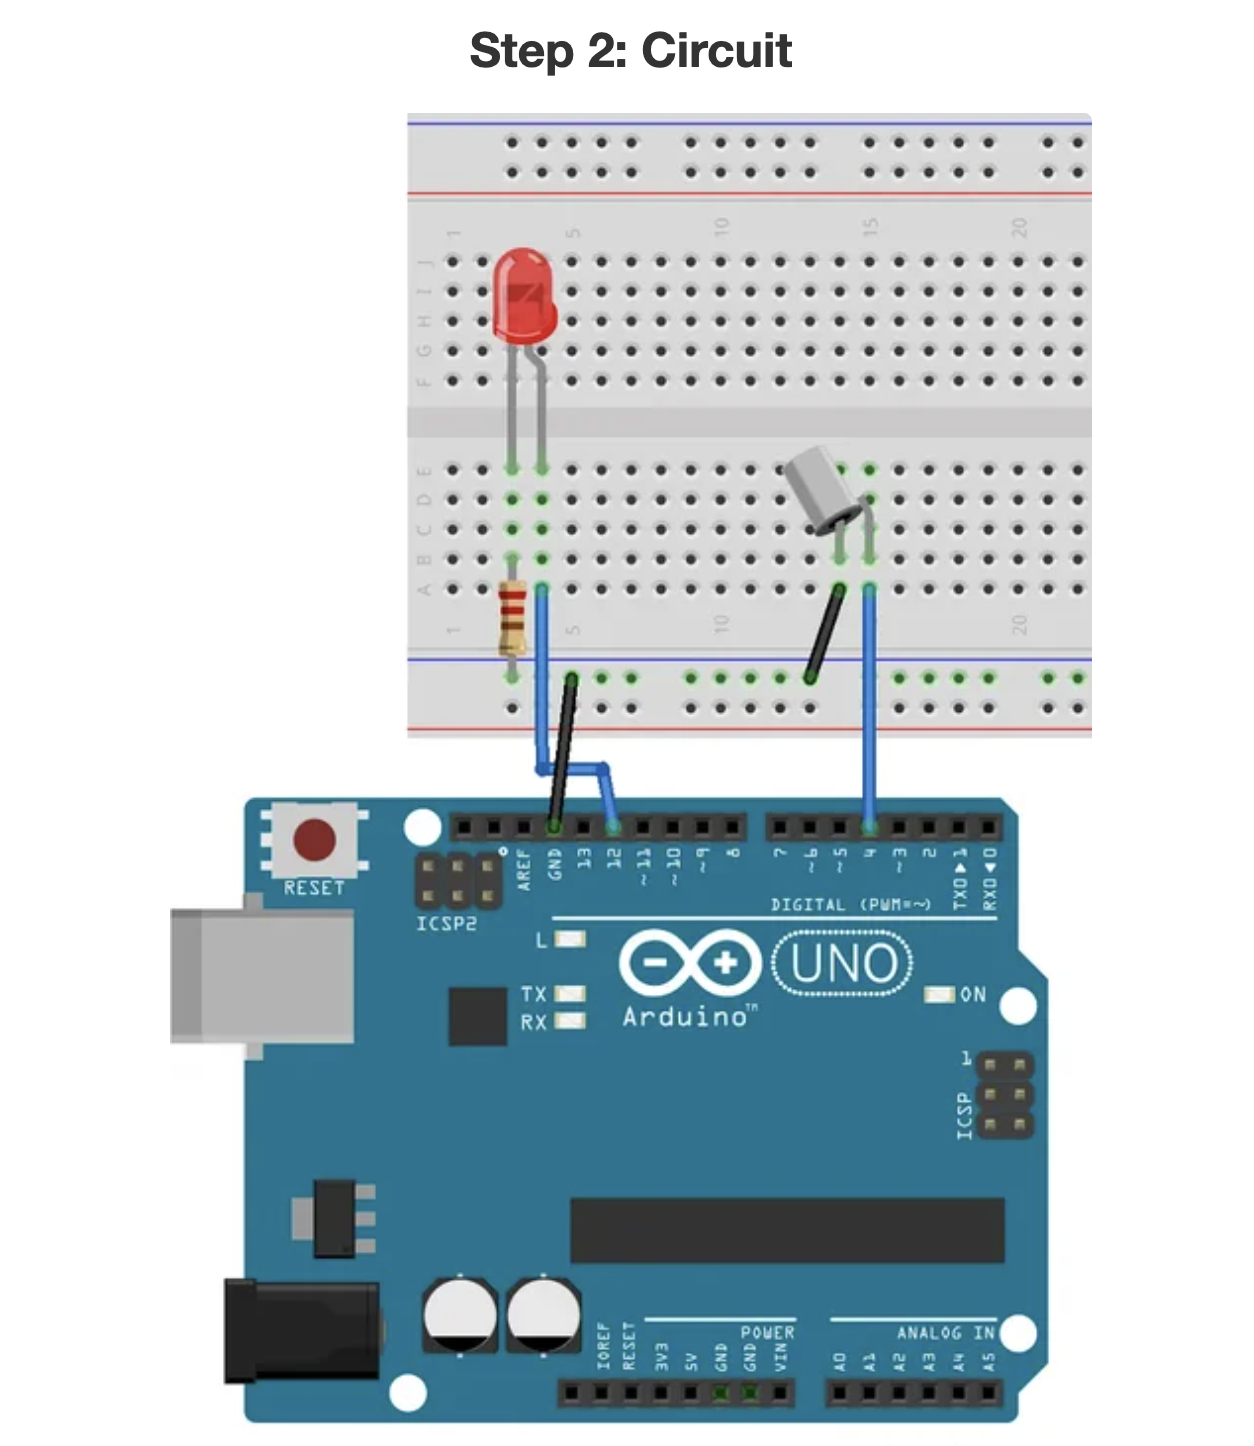 Step 2: Circuit
1 5 10 15 20
J
I
H
G
F
E
D
C
B
A
1 5 10 20
RESET
ICSP2
AREF
GND
13
12
~11
~10
~9
8
7
~6
~5
4
~3
2
TX0▶1
RX0◀0
DIGITAL (PWM=~)
L
TX
RX
Arduino™
UNO
ON
1
ICSP
IOREF
RESET
3V3
5V
GND
GND
VIN
POWER
ANALOG IN
A0
A1
A2
A3
A4
A5